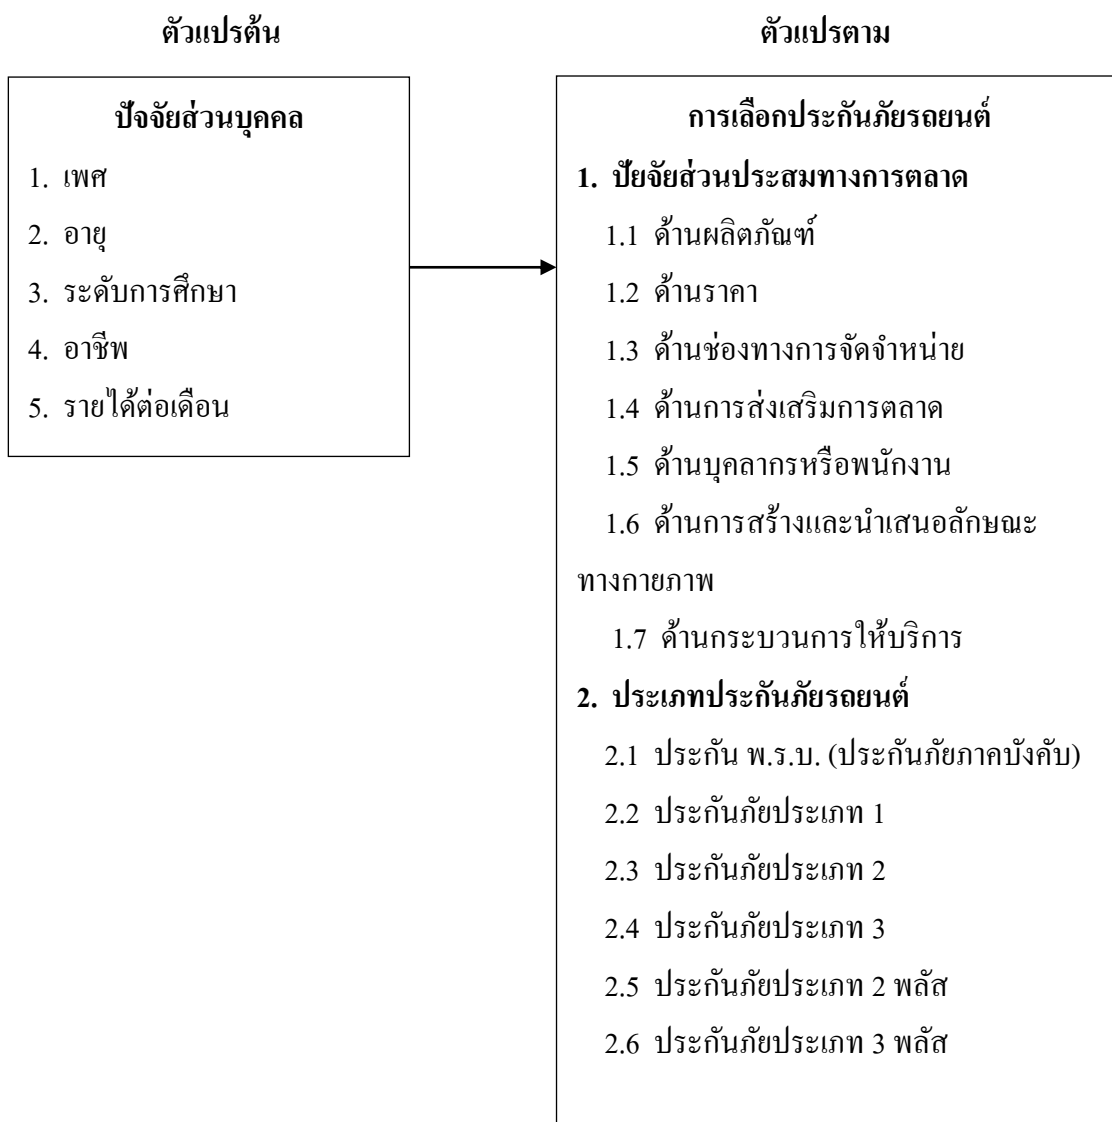 ตัวแปรต้น
ตัวแปรตาม
ปัจจัยส่วนบุคคล
1. เพศ
2. อายุ
3. ระดับการศึกษา
4. อาชีพ
5. รายได้ต่อเดือน
การเลือกประกันภัยรถยนต์
1. ปัยจัยส่วนประสมทางการตลาด
1.1 ด้านผลิตภัณฑ์
1.2 ด้านราคา
1.3 ด้านช่องทางการจัดจำหน่าย
1.4 ด้านการส่งเสริมการตลาด
1.5 ด้านบุคลากรหรือพนักงาน
1.6 ด้านการสร้างและนำเสนอลักษณะ
ทางกายภาพ
1.7 ด้านกระบวนการให้บริการ
2. ประเภทประกันภัยรถยนต์
2.1 ประกัน พ.ร.บ. (ประกันภัยภาคบังคับ)
2.2 ประกันภัยประเภท 1
2.3 ประกันภัยประเภท 2
2.4 ประกันภัยประเภท 3
2.5 ประกันภัยประเภท 2 พลัส
2.6 ประกันภัยประเภท 3 พลัส